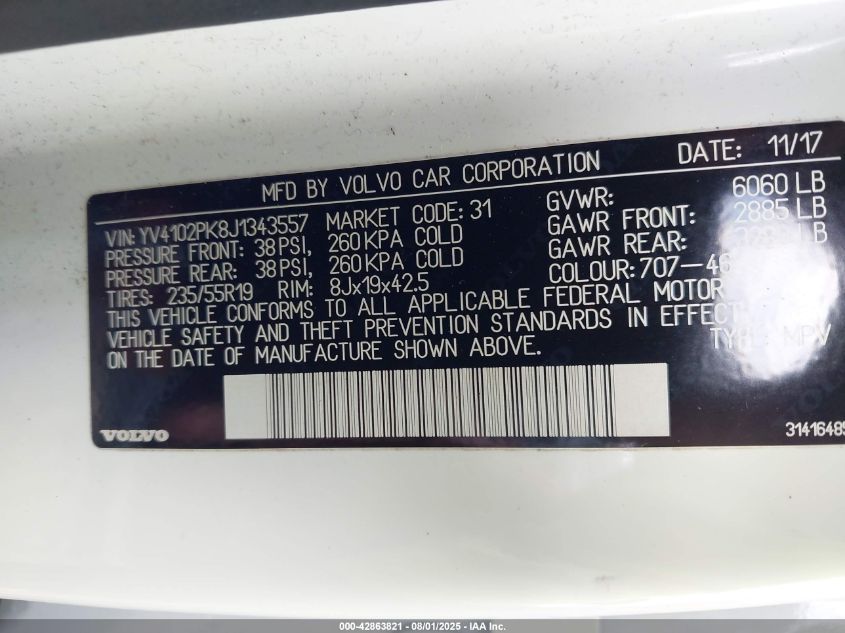 MFD BY VOLVO CAR CORPORATION DATE: 11/17
VIN: YV4102PK8J1343557 MARKET CODE: 31 GVWR: 6060 LB
PRESSURE FRONT: 38 PSI, 260 KPA COLD GAWR FRONT: 2885 LB
PRESSURE REAR: 38 PSI, 260 KPA COLD GAWR REAR: LB
TIRES: 235/55R19 RIM: 8Jx19x42.5 COLOUR: 707-46
THIS VEHICLE CONFORMS TO ALL APPLICABLE FEDERAL MOTOR
VEHICLE SAFETY AND THEFT PREVENTION STANDARDS IN EFFECT
ON THE DATE OF MANUFACTURE SHOWN ABOVE. TYPE: MPV
VOLVO 31416485
000-42863821 - 08/01/2025 - IAA Inc.